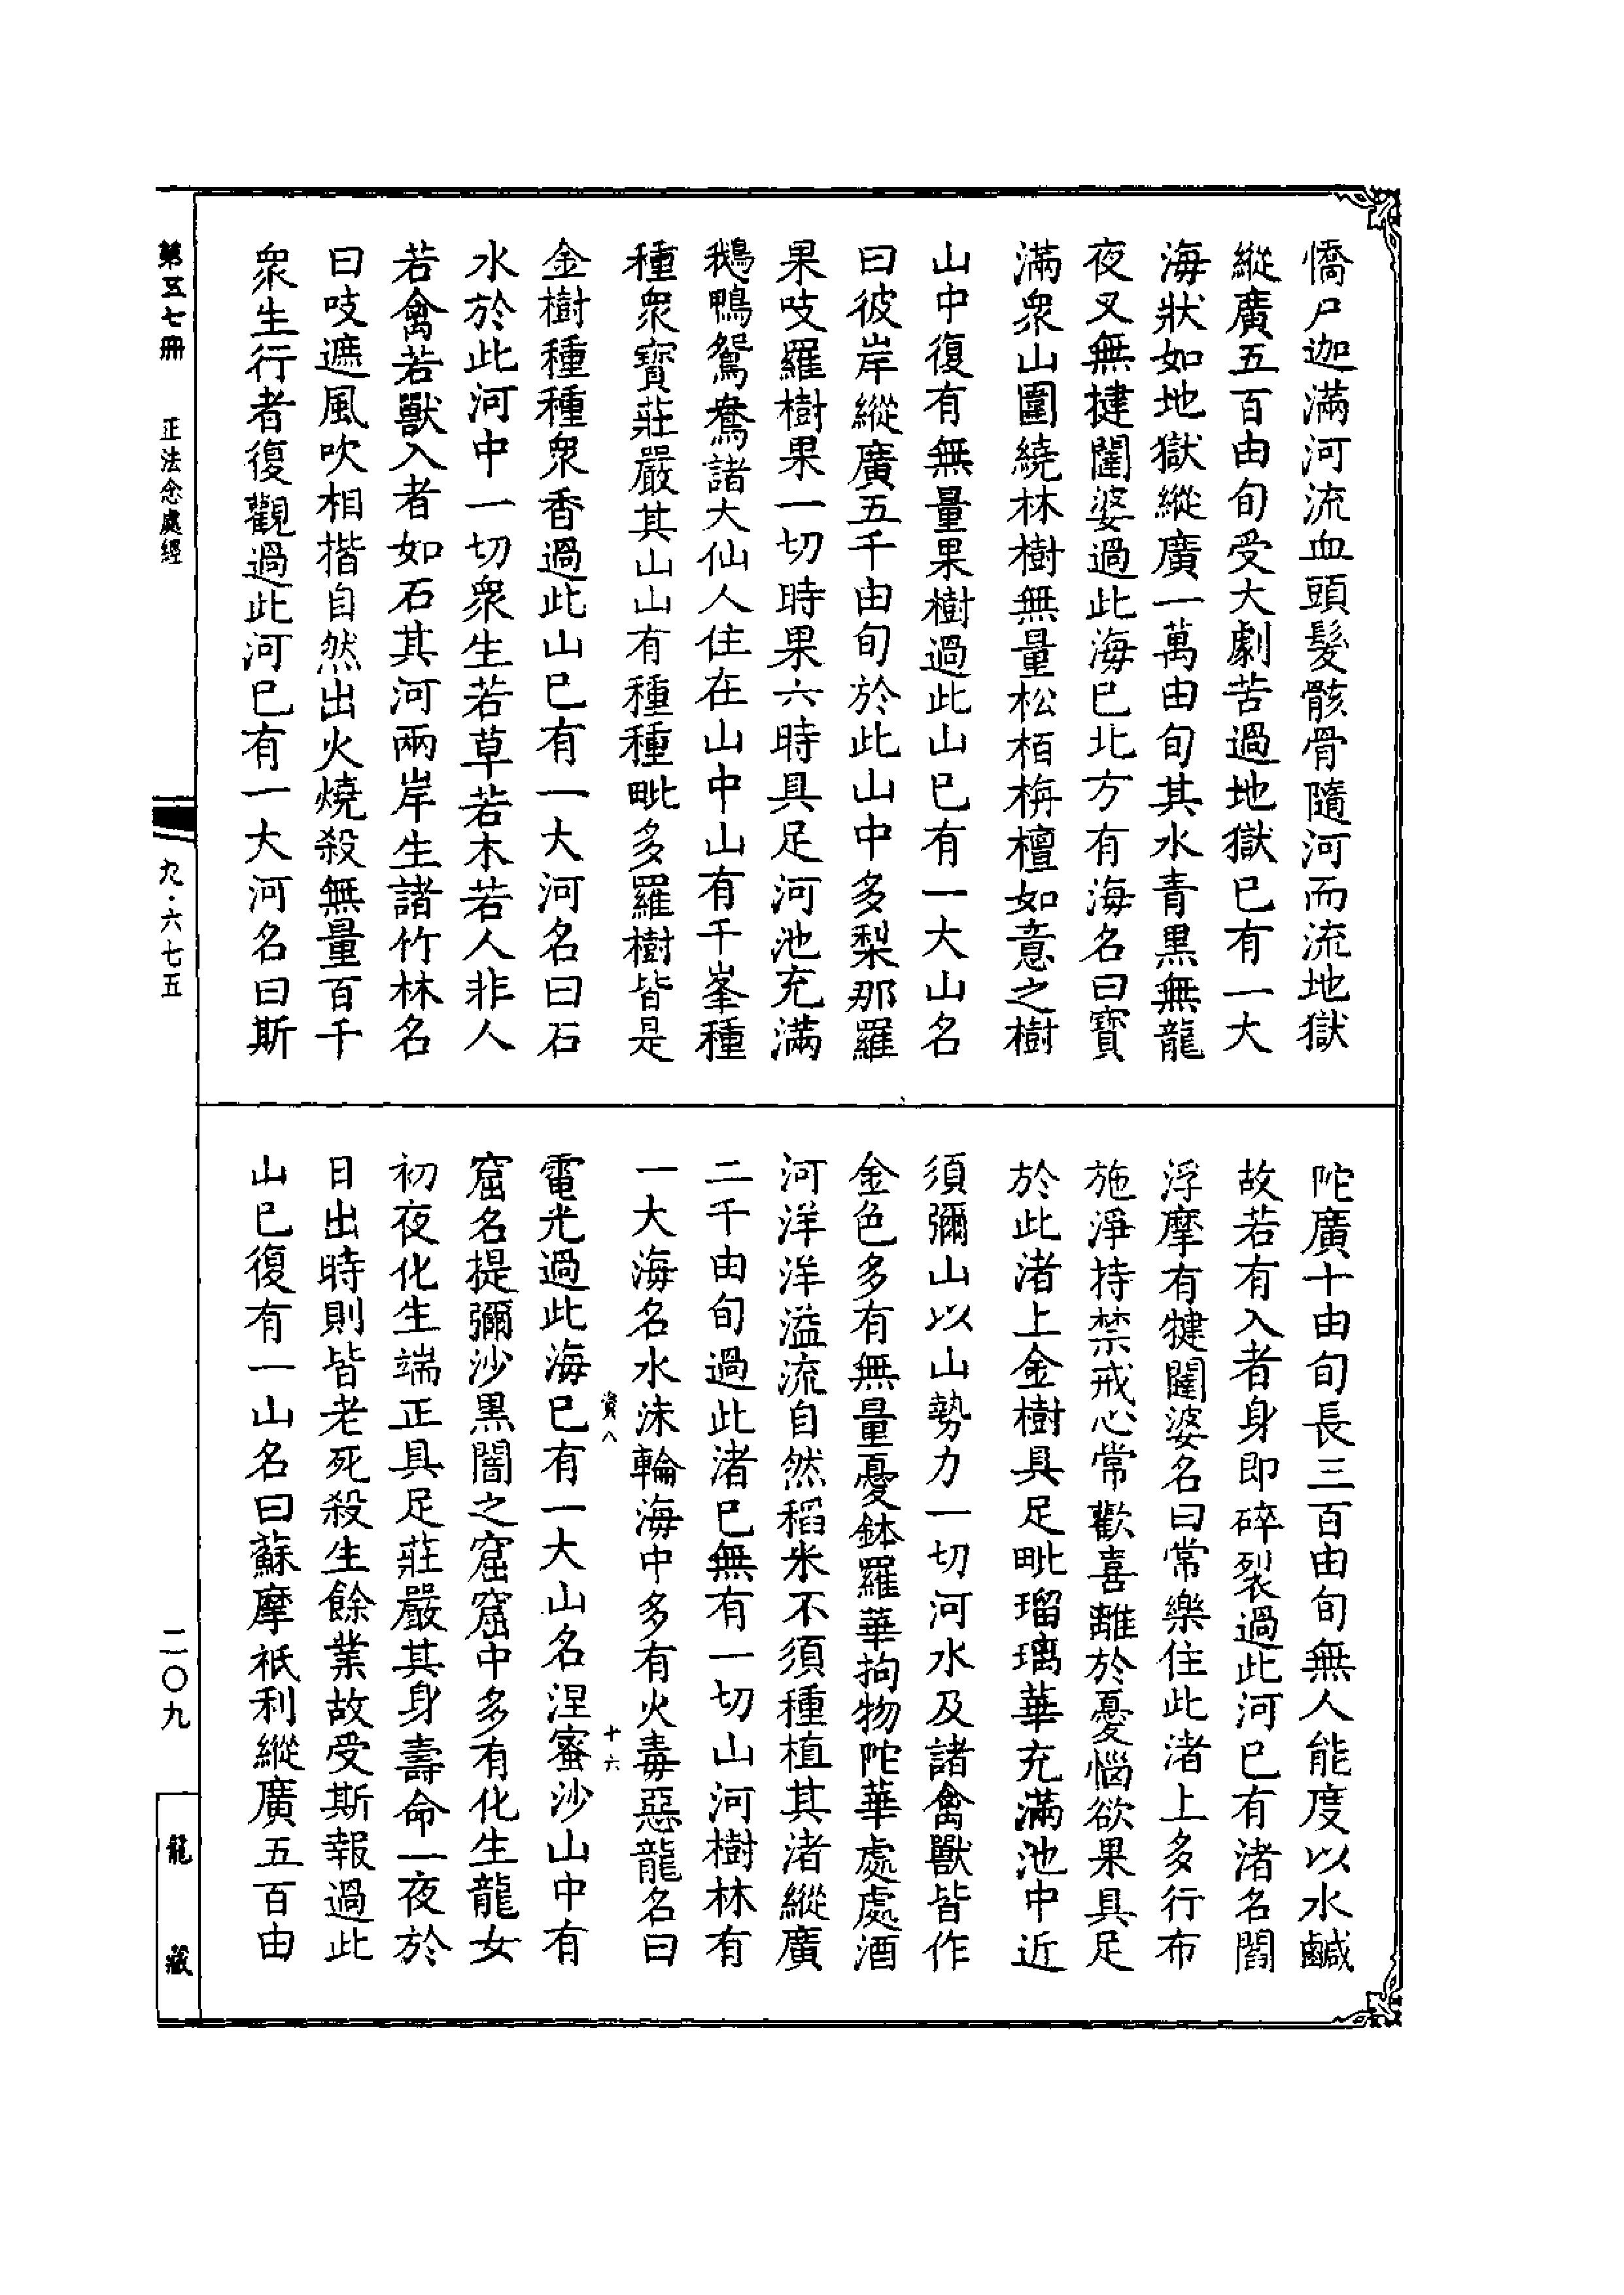 憍尸迦滿河流血頭髮骸骨隨河而流地獄
縱廣五百由旬受大劇苦過地獄已有一大
海狀如地獄縱廣一萬由旬其水青黑無龍
夜叉無揵闥婆過此海已北方有海名曰寶
滿衆山圍繞林樹無量松栢栴檀如意之樹
山中復有無量果樹過此山已有一大山名
曰彼岸縱廣五千由旬於此山中多梨那羅
果吱羅樹果一切時果六時具足河池充滿
鵝鴨鴛鴦諸大仙人住在山中山有千峯種
種衆寶莊嚴其山山有種種毗多羅樹皆是
金樹種種衆香過此山已有一大河名曰石
水於此河中一切衆生若草若木若人非人
若禽若獸入者如石其河兩岸生諸竹林名
曰吱遮風吹相揩自然出火燒殺無量百千
衆生行者復觀過此河已有一大河名曰斯
陀廣十由旬長三百由旬無人能度以水鹹
故若有入者身即碎裂過此河已有渚名閻
浮摩有犍闥婆名曰常樂住此渚上多行布
施淨持禁戒心常歡喜離於憂惱欲果具足
於此渚上金樹具足毗瑠璃華充滿池中近
須彌山以山勢力一切河水及諸禽獸皆作
金色多有無量憂鉢羅華拘物陀華處處酒
河洋洋溢流自然稻米不須種植其渚縱廣
二千由旬過此渚已無有一切山河樹林有
一大海名水沫輪海中多有火毒惡龍名曰
資八
十六
電光過此海已有一大山名涅蜜沙山中有
窟名提彌沙黑闇之窟窟中多有化生龍女
初夜化生端正具足莊嚴其身壽命一夜於
日出時則皆老死殺生餘業故受斯報過此
山已復有一山名曰蘇摩祇利縱廣五百由
第五七冊
正法念處經
九·六七五
二〇九
龍藏